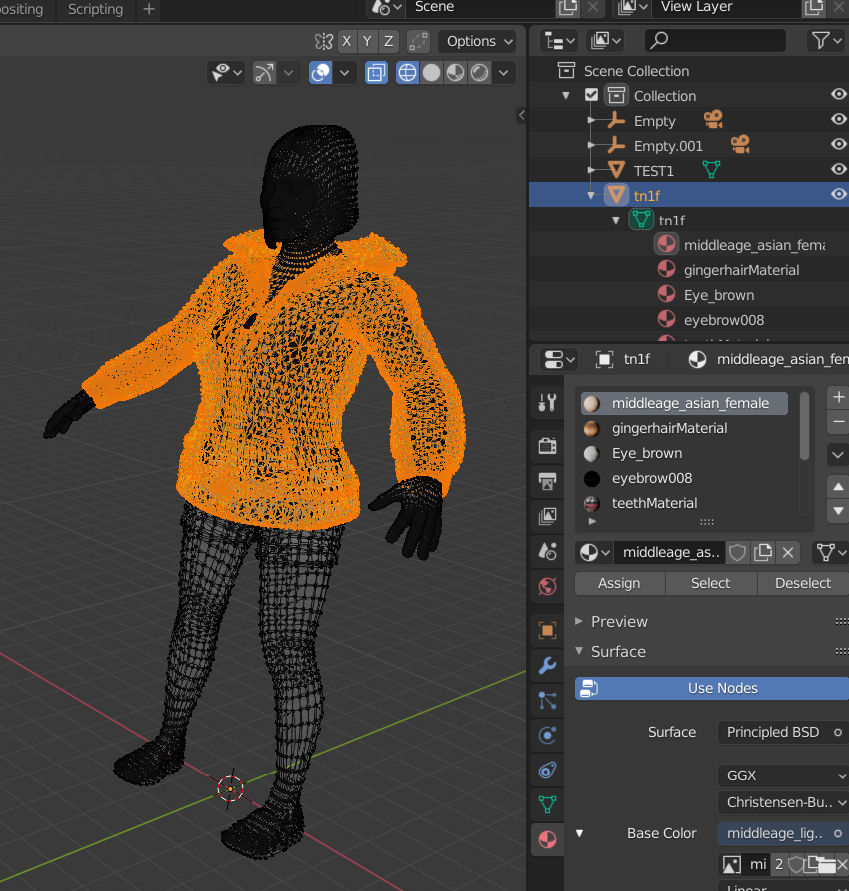 ositing Scripting + Scene View Layer
X Y Z Options
Scene Collection
Collection
Empty
Empty.001
TEST1
tn1f
tn1f
middleage_asian_fema
gingerhairMaterial
Eye_brown
eyebrow008
tn1f middleage_asian_fen
middleage_asian_female
gingerhairMaterial
Eye_brown
eyebrow008
teethMaterial
middleage_as..
Assign Select Deselect
Preview
Surface
Use Nodes
Surface Principled BSD
GGX
Christensen-Bu..
Base Color middleage_lig..
mi 2
Linear